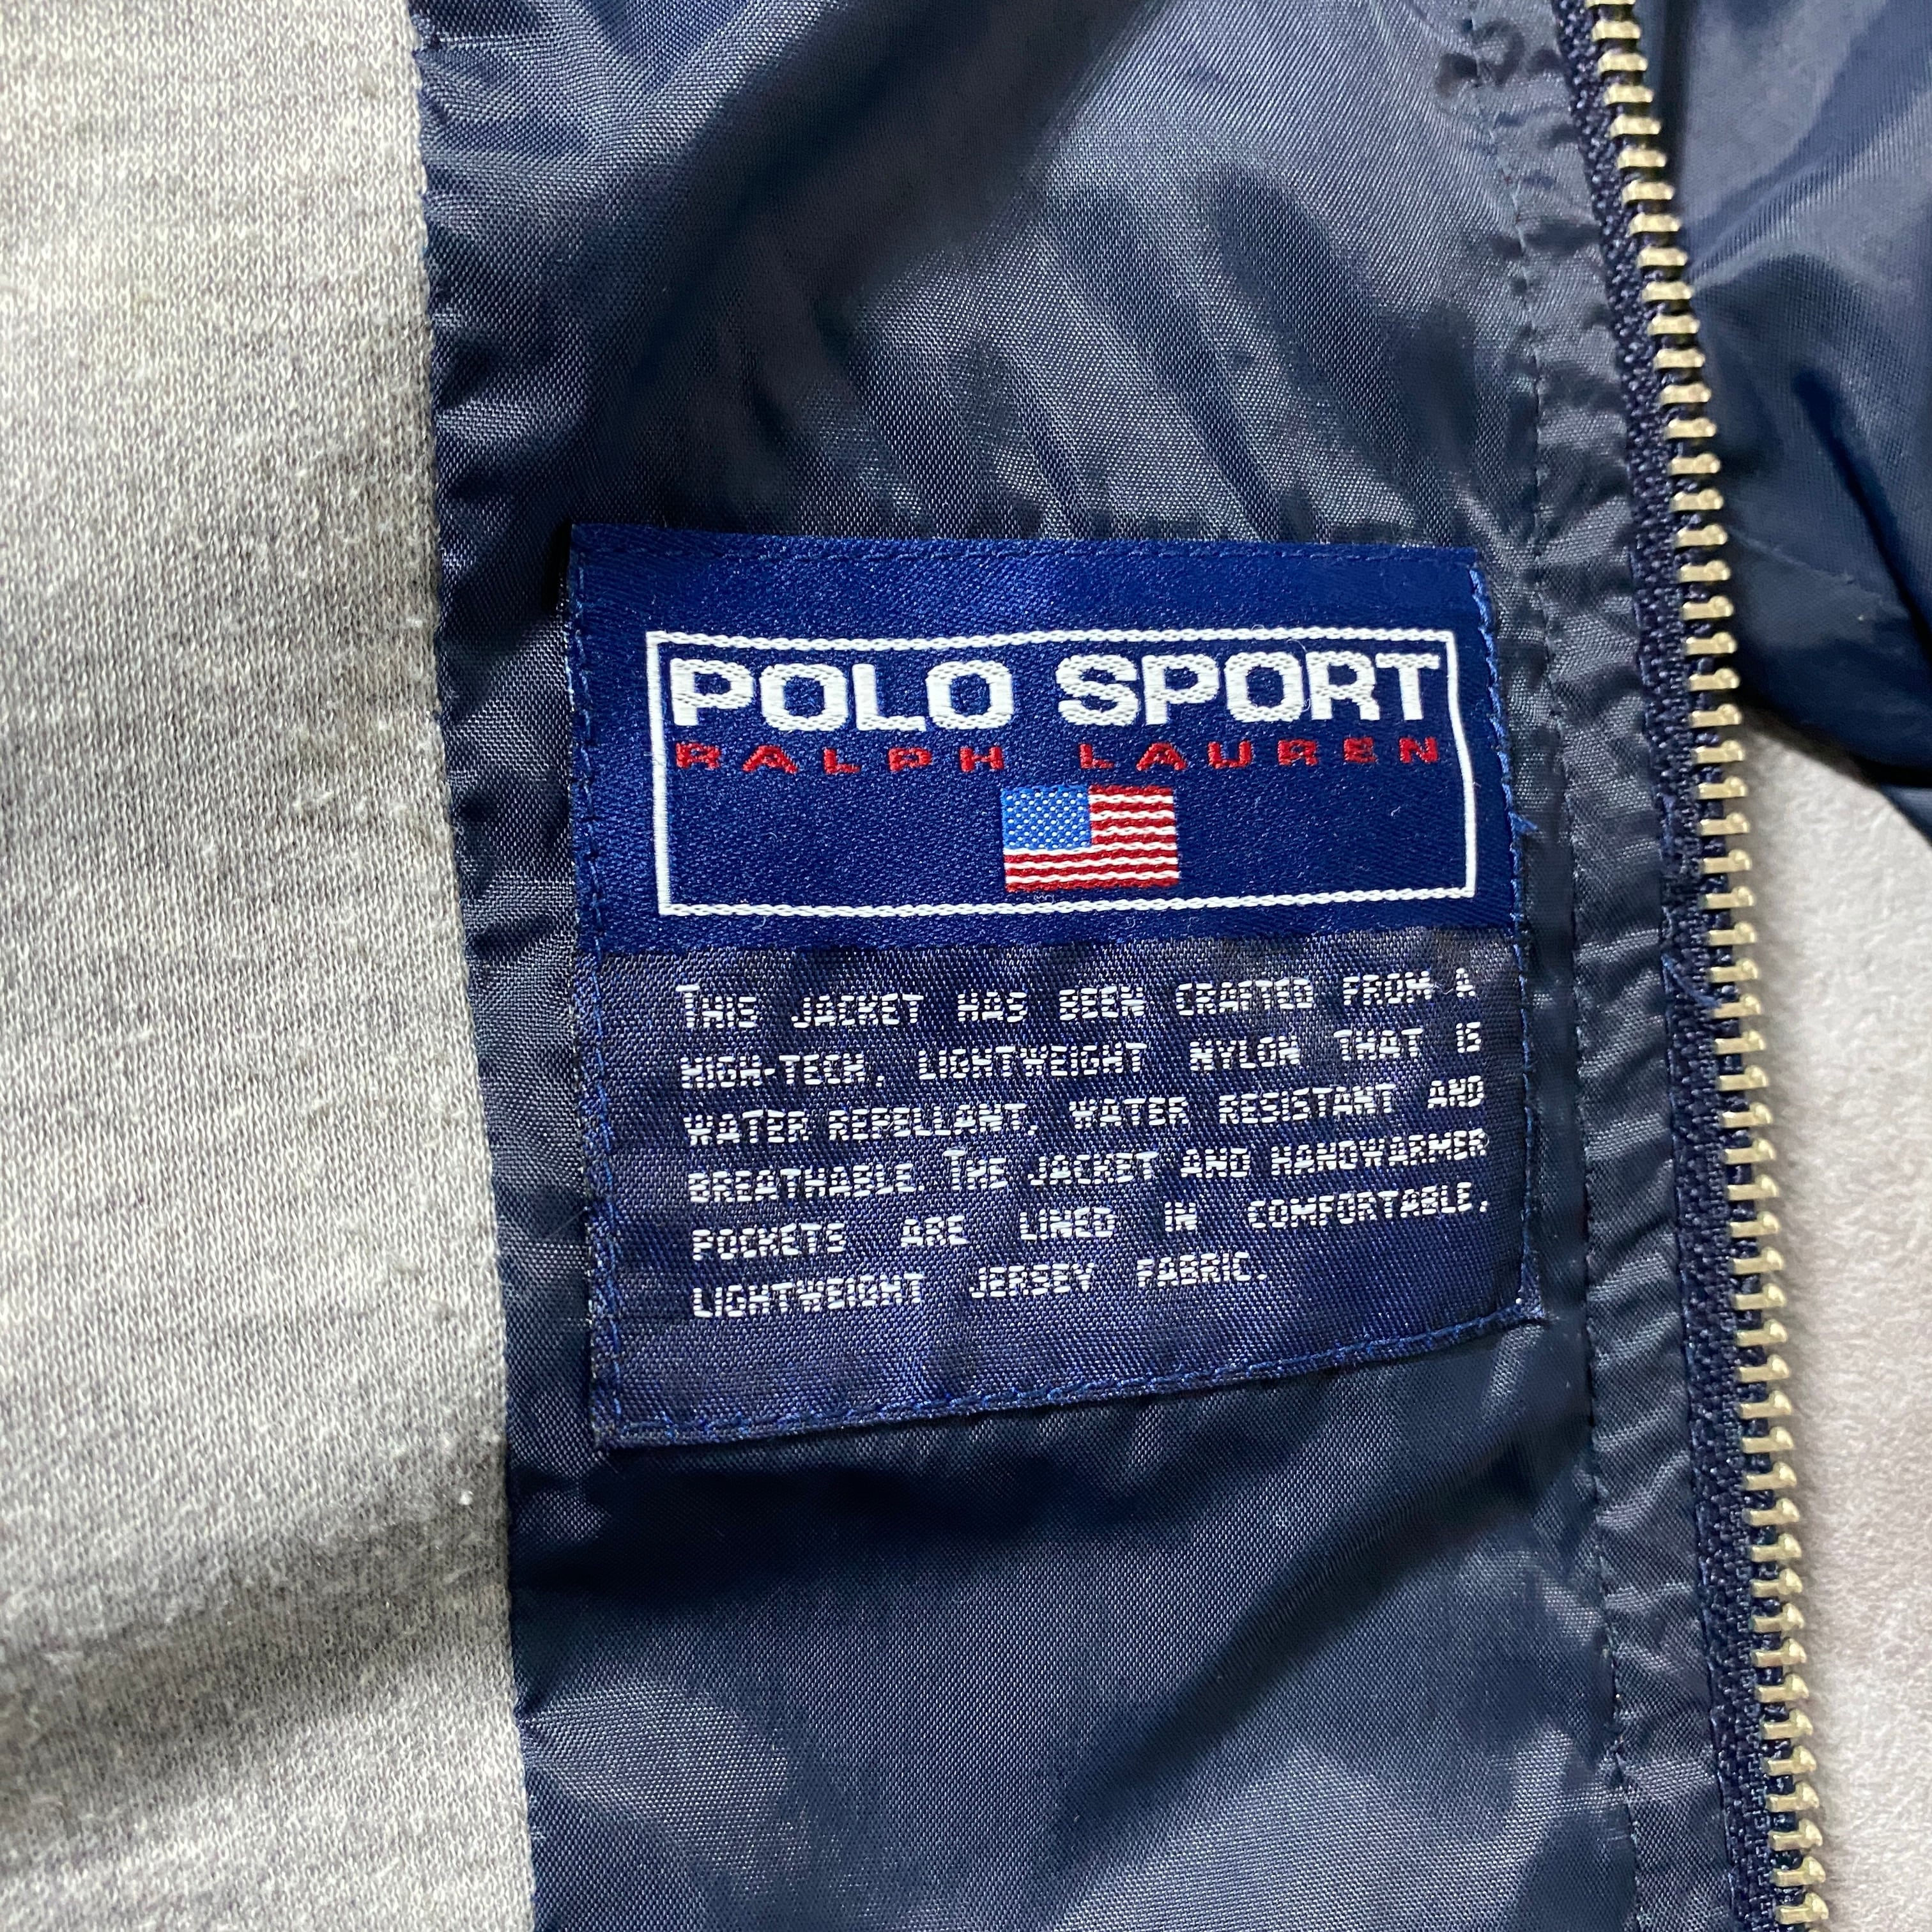 POLO SPORT
RALPH LAUREN
THIS JACKET HAS BEEN CRAFTED FROM A
HIGH-TECH, LIGHTWEIGHT NYLON THAT IS
WATER REPELLANT, WATER RESISTANT AND
BREATHABLE. THE JACKET AND HANDWARMER
POCKETS ARE LINED IN COMFORTABLE,
LIGHTWEIGHT JERSEY FABRIC.